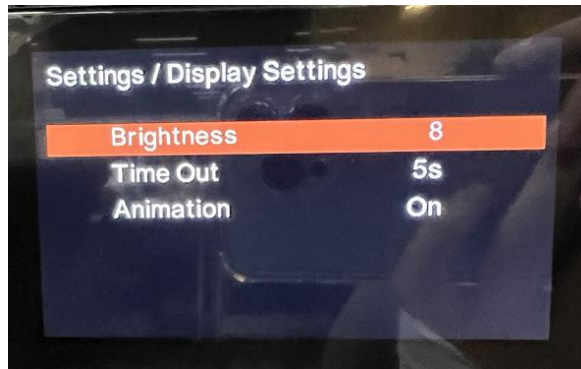 Settings / Display Settings
Brightness 8
Time Out 5s
Animation On